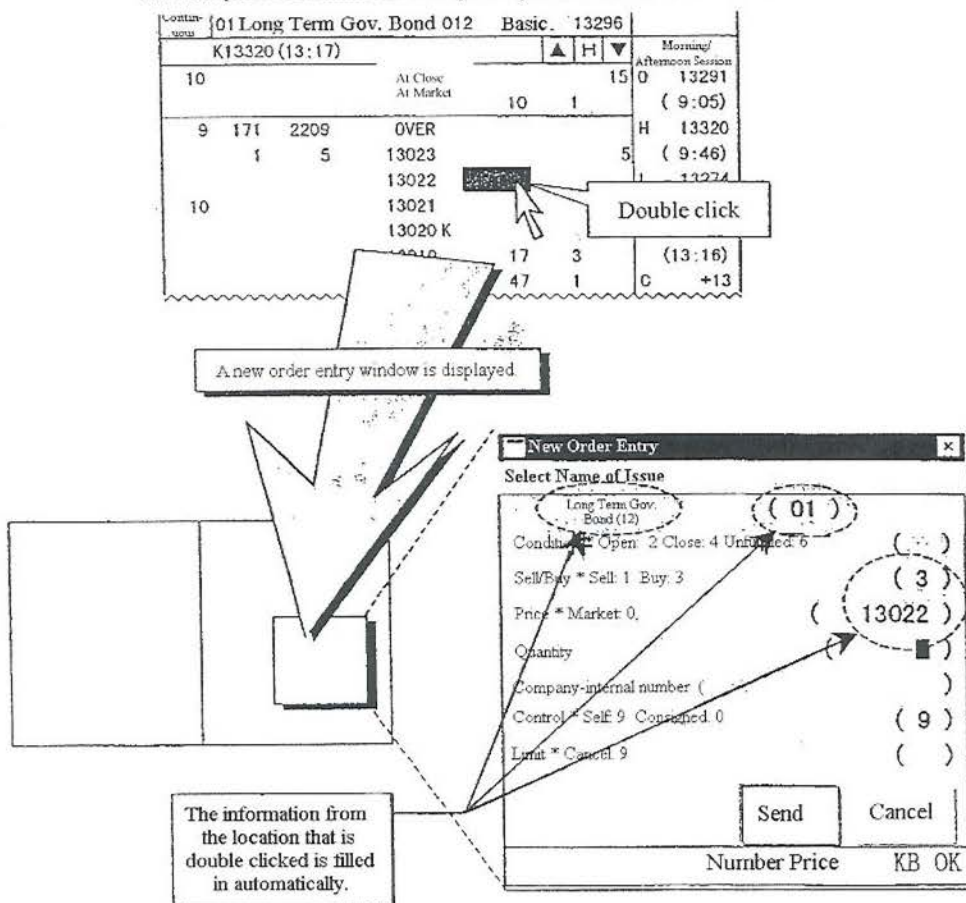 Contin-
uous
01 Long Term Gov. Bond 012 Basic. 13296
K13320 (13:17) ▲ H ▼ Morning/
Afternoon Session
10 At Close 15 O 13291
At Market
10 1 ( 9:05)
9 171 2209 OVER H 13320
1 5 13023 5 ( 9:46)
13022 13274
10 13021
Double click
13020 K
17 3 (13:16)
47 1 C +13
A new order entry window is displayed
New Order Entry ×
Select Name of Issue
Long Term Gov. ( 01 )
Bond (12)
Open: 2 Close: 4 Unfunded: 6 ( )
Sell/Buy * Sell: 1 Buy: 3 ( 3 )
Price * Market: 0, ( 13022 )
Quantity ( )
Company-internal number ( )
Control * Self: 9 Consigned: 0 ( 9 )
Limit * Cancel: 9 ( )
Send Cancel
Number Price KB OK
The information from
the location that is
double clicked is filled
in automatically.